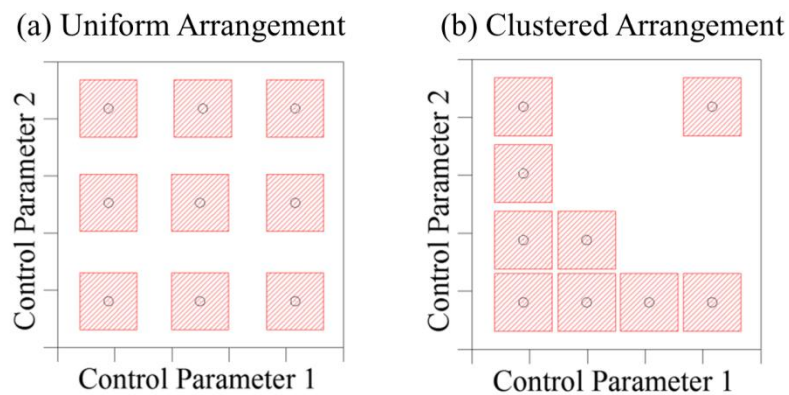 (a) Uniform Arrangement
(b) Clustered Arrangement
Control Parameter 2
Control Parameter 1
Control Parameter 2
Control Parameter 1